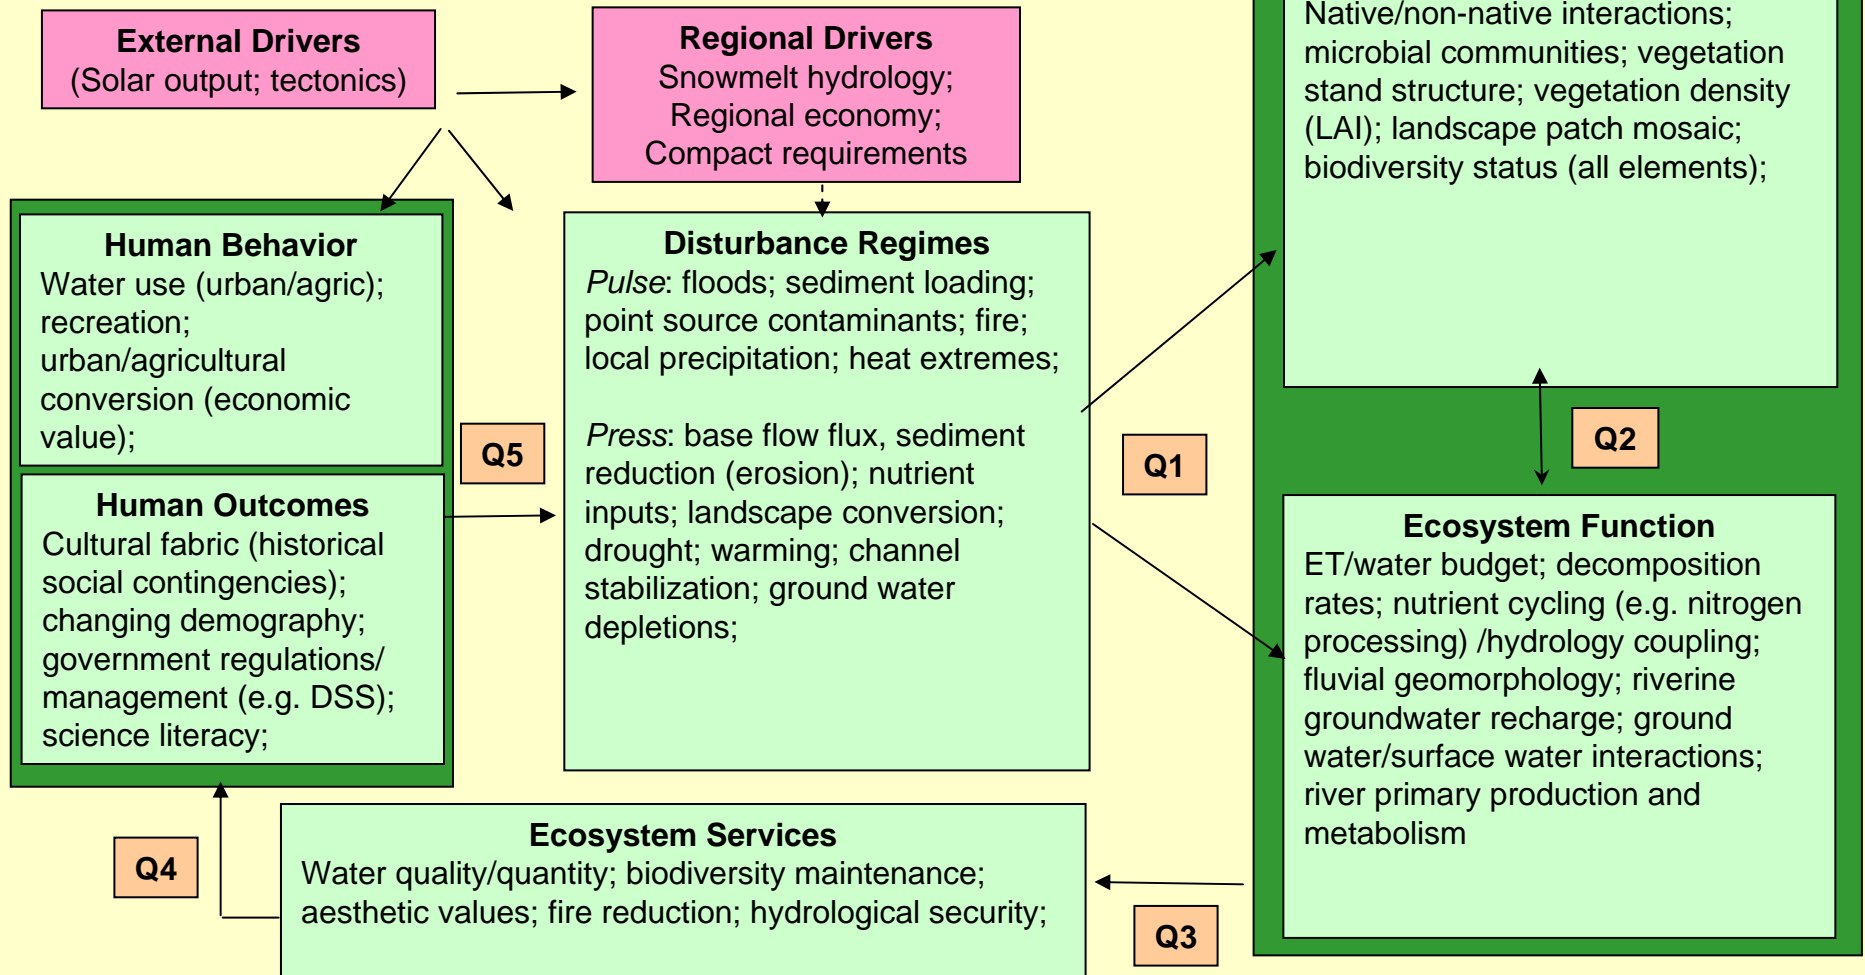 External Drivers
(Solar output; tectonics)
Regional Drivers
Snowmelt hydrology;
Regional economy;
Compact requirements
Native/non-native interactions;
microbial communities; vegetation
stand structure; vegetation density
(LAI); landscape patch mosaic;
biodiversity status (all elements);
Human Behavior
Water use (urban/agric);
recreation;
urban/agricultural
conversion (economic
value);
Human Outcomes
Cultural fabric (historical
social contingencies);
changing demography;
government regulations/
management (e.g. DSS);
science literacy;
Q5
Disturbance Regimes
Pulse: floods; sediment loading;
point source contaminants; fire;
local precipitation; heat extremes;
Press: base flow flux, sediment
reduction (erosion); nutrient
inputs; landscape conversion;
drought; warming; channel
stabilization; ground water
depletions;
Q1
Q2
Ecosystem Function
ET/water budget; decomposition
rates; nutrient cycling (e.g. nitrogen
processing) /hydrology coupling;
fluvial geomorphology; riverine
groundwater recharge; ground
water/surface water interactions;
river primary production and
metabolism
Q4
Ecosystem Services
Water quality/quantity; biodiversity maintenance;
aesthetic values; fire reduction; hydrological security;
Q3